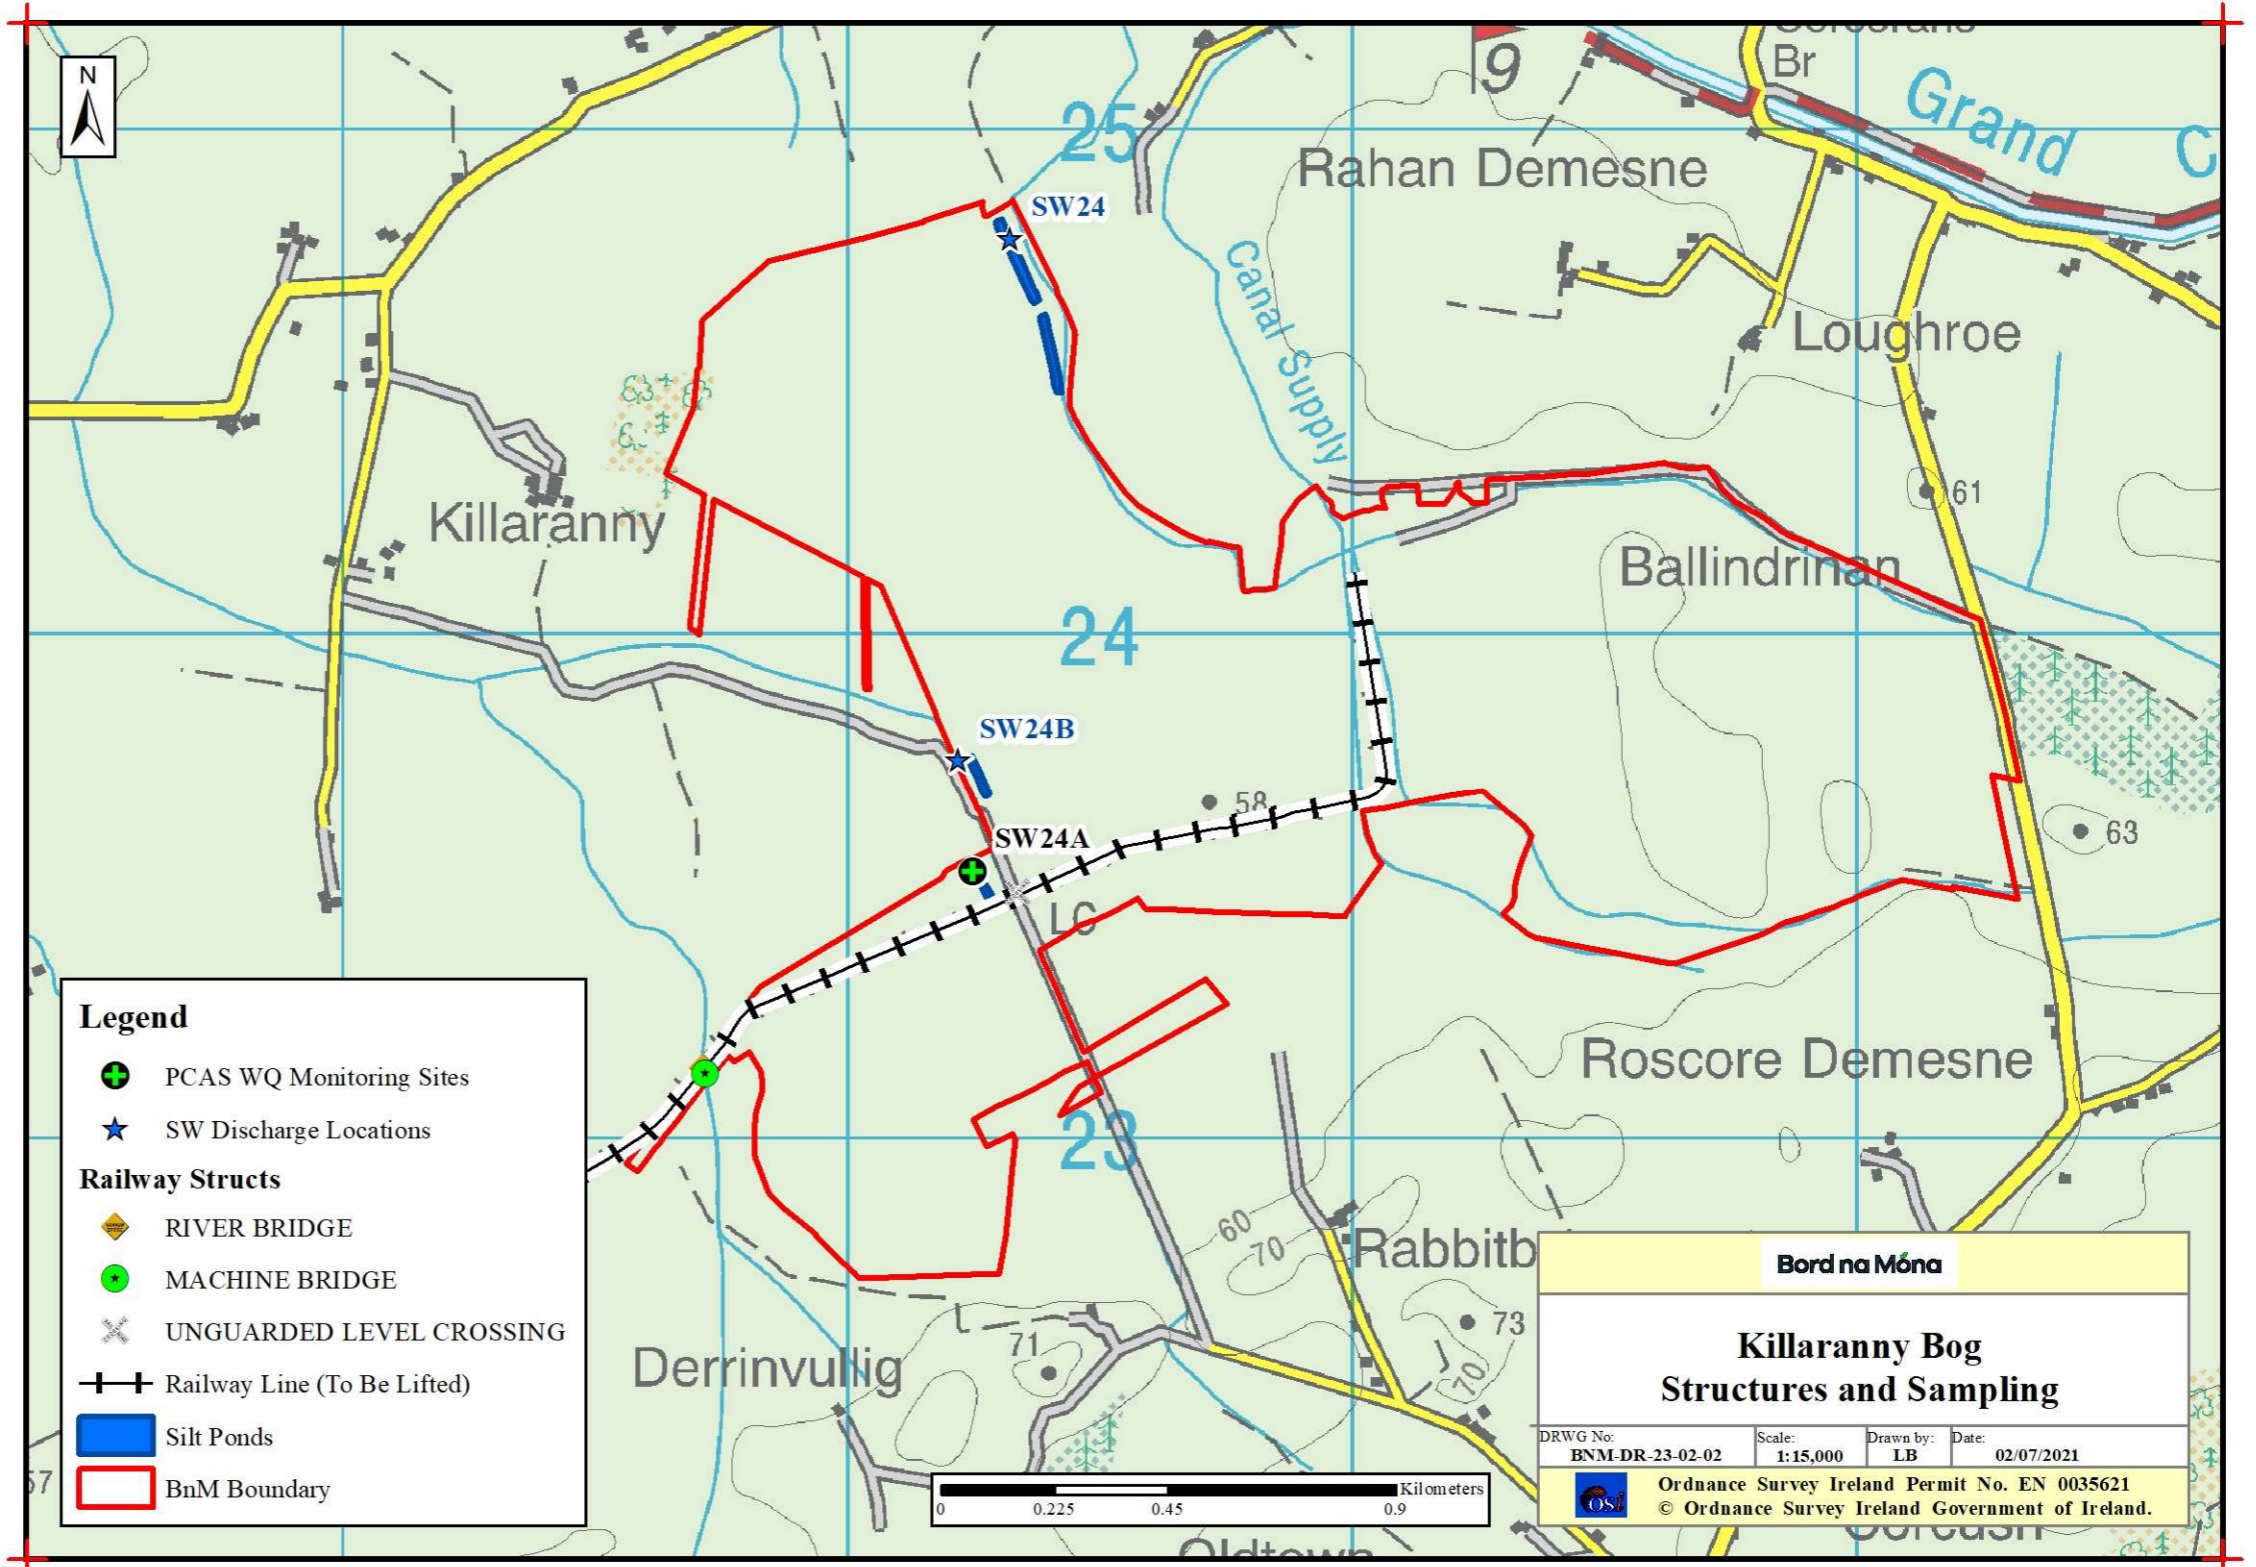 Corcorans
Br
N
9
Grand
C
25
Rahan Demesne
SW24
Canal Supply
Loughroe
61
Killaranny
Ballindrinan
24
SW24B
58
63
SW24A
LC
Legend
PCAS WQ Monitoring Sites
SW Discharge Locations
Railway Structs
RIVER BRIDGE
MACHINE BRIDGE
UNGUARDED LEVEL CROSSING
Railway Line (To Be Lifted)
Silt Ponds
BnM Boundary
Roscore Demesne
23
60
70
Rabbitb
73
70
71
Derrinvullig
57
Kilometers
0 0.225 0.45 0.9
Oldtown
Bord na Móna
Killaranny Bog
Structures and Sampling
DRWG No: Scale: Drawn by: Date:
BNM-DR-23-02-02 1:15,000 LB 02/07/2021
OSi
Ordnance Survey Ireland Permit No. EN 0035621
© Ordnance Survey Ireland Government of Ireland.